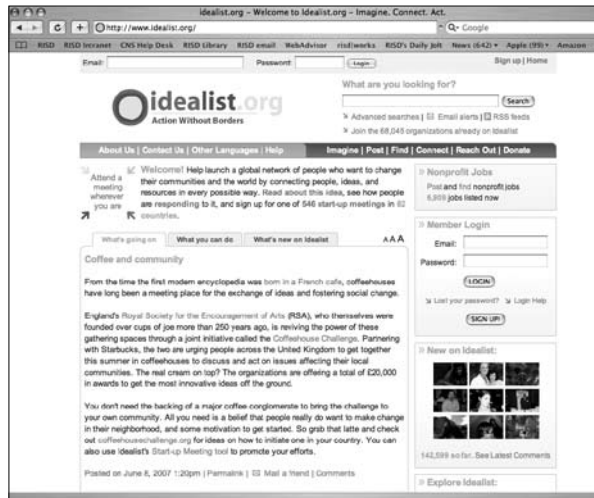 idealist.org – Welcome to Idealist.org – Imagine. Connect. Act.
http://www.idealist.org/
Q- Google
RISD RISD Intranet CNS Help Desk RISD Library RISD email WebAdvisor risd|works RISD's Daily Jolt News (642) Apple (99) Amazon
Email: Password: Login
Sign up | Home
idealist.org
Action Without Borders
What are you looking for?
Search
Advanced searches | Email alerts | RSS feeds
Join the 68,045 organizations already on Idealist
About Us | Contact Us | Other Languages | Help
Imagine | Post | Find | Connect | Reach Out | Donate
Attend a
meeting
wherever
you are
Welcome! Help launch a global network of people who want to change
their communities and the world by connecting people, ideas, and
resources in every possible way. Read about this idea, see how people
are responding to it, and sign up for one of 546 start-up meetings in 82
countries.
What's going on What you can do What's new on Idealist AAA
Coffee and community
From the time the first modern encyclopedia was born in a French cafe, coffeehouses
have long been a meeting place for the exchange of ideas and fostering social change.
England's Royal Society for the Encouragement of Arts (RSA), who themselves were
founded over cups of joe more than 250 years ago, is reviving the power of these
gathering spaces through a joint initiative called the Coffeehouse Challenge. Partnering
with Starbucks, the two are urging people across the United Kingdom to get together
this summer in coffeehouses to discuss and act on issues affecting their local
communities. The real cream on top? The organizations are offering a total of £20,000
in awards to get the most innovative ideas off the ground.
You don't need the backing of a major coffee conglomerate to bring the challenge to
your own community. All you need is a belief that people really do want to make change
in their neighborhood, and some motivation to get started. So grab that latte and check
out coffeehousechallenge.org for ideas on how to initiate one in your country. You can
also use Idealist's Start-up Meeting tool to promote your efforts.
Posted on June 8, 2007 1:20pm | Permalink | Mail a friend | Comments
Nonprofit Jobs
Post and find nonprofit jobs
jobs listed now
Member Login
Email:
Password:
LOGIN
Lost your password? Login Help
SIGN UP!
New on Idealist:
142,599 so far. See Latest Comments
Explore Idealist: